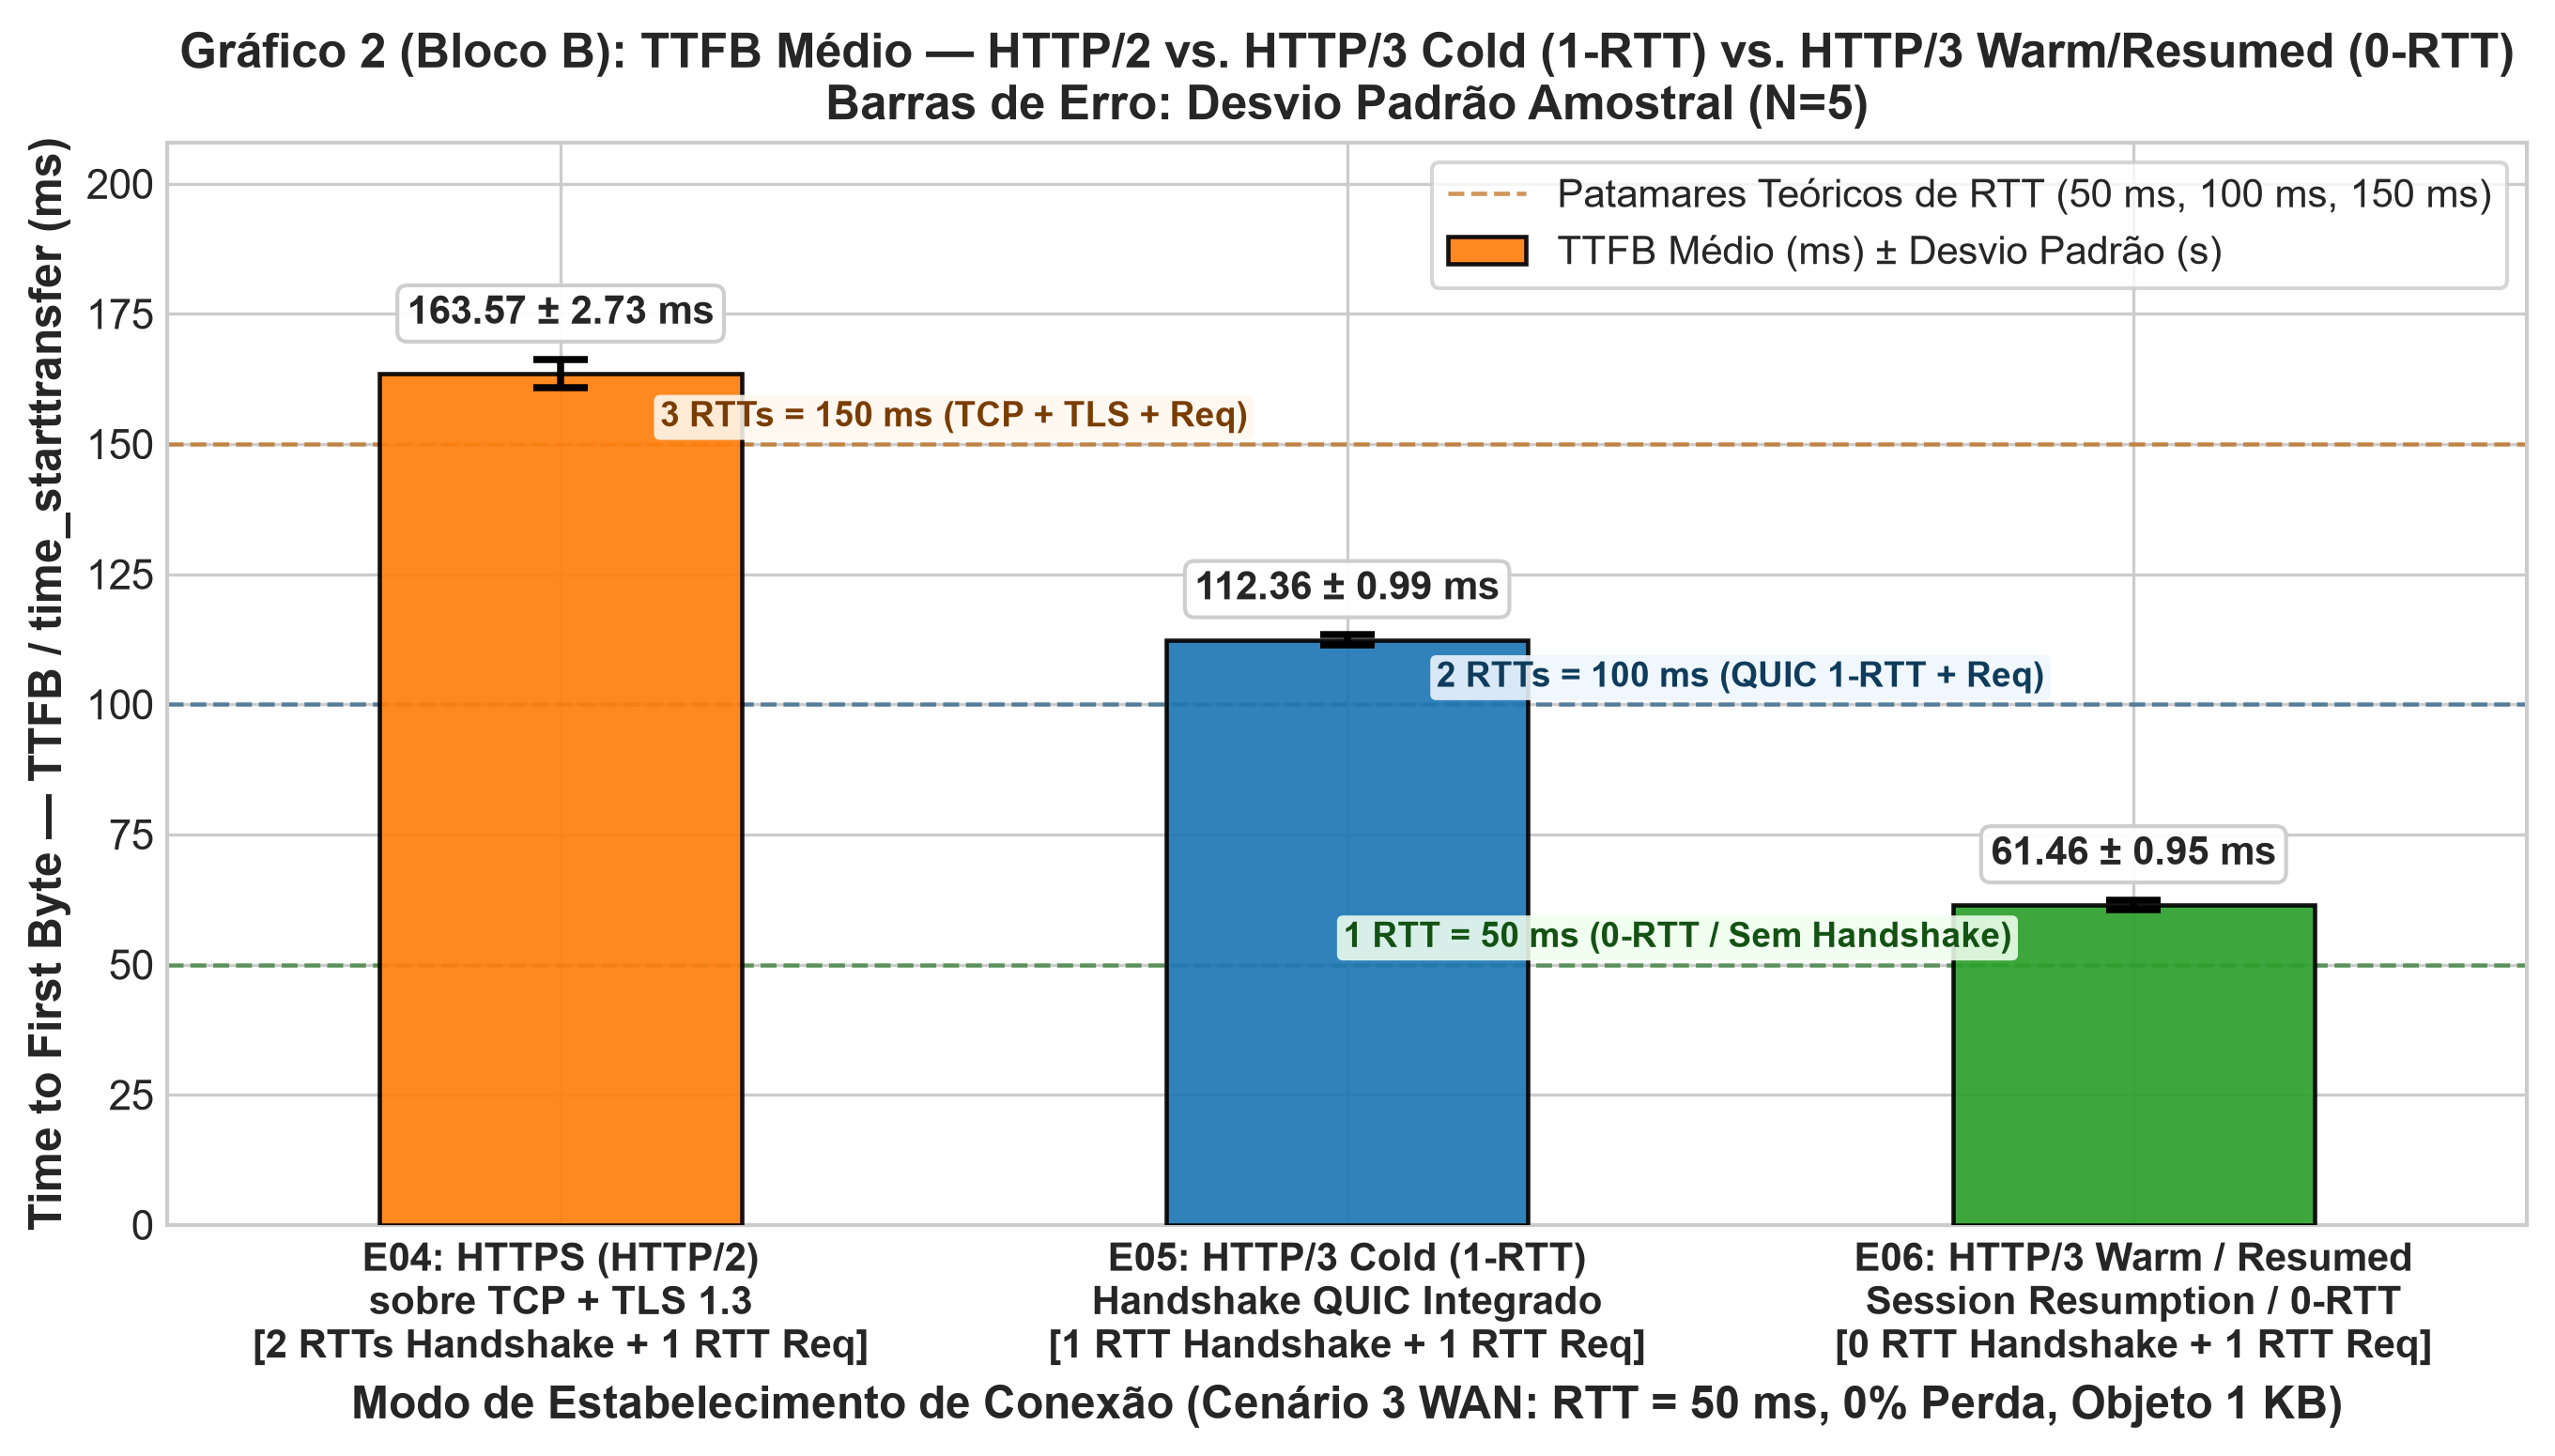 Gráfico 2 (Bloco B): TTFB Médio — HTTP/2 vs. HTTP/3 Cold (1-RTT) vs. HTTP/3 Warm/Resumed (0-RTT)
Barras de Erro: Desvio Padrão Amostral (N=5)
Time to First Byte — TTFB / time_starttransfer (ms)
200
175
150
125
100
75
50
25
0
Patamares Teóricos de RTT (50 ms, 100 ms, 150 ms)
TTFB Médio (ms) ± Desvio Padrão (s)
163.57 ± 2.73 ms
3 RTTs = 150 ms (TCP + TLS + Req)
112.36 ± 0.99 ms
2 RTTs = 100 ms (QUIC 1-RTT + Req)
61.46 ± 0.95 ms
1 RTT = 50 ms (0-RTT / Sem Handshake)
E04: HTTPS (HTTP/2)
sobre TCP + TLS 1.3
[2 RTTs Handshake + 1 RTT Req]
E05: HTTP/3 Cold (1-RTT)
Handshake QUIC Integrado
[1 RTT Handshake + 1 RTT Req]
E06: HTTP/3 Warm / Resumed
Session Resumption / 0-RTT
[0 RTT Handshake + 1 RTT Req]
Modo de Estabelecimento de Conexão (Cenário 3 WAN: RTT = 50 ms, 0% Perda, Objeto 1 KB)